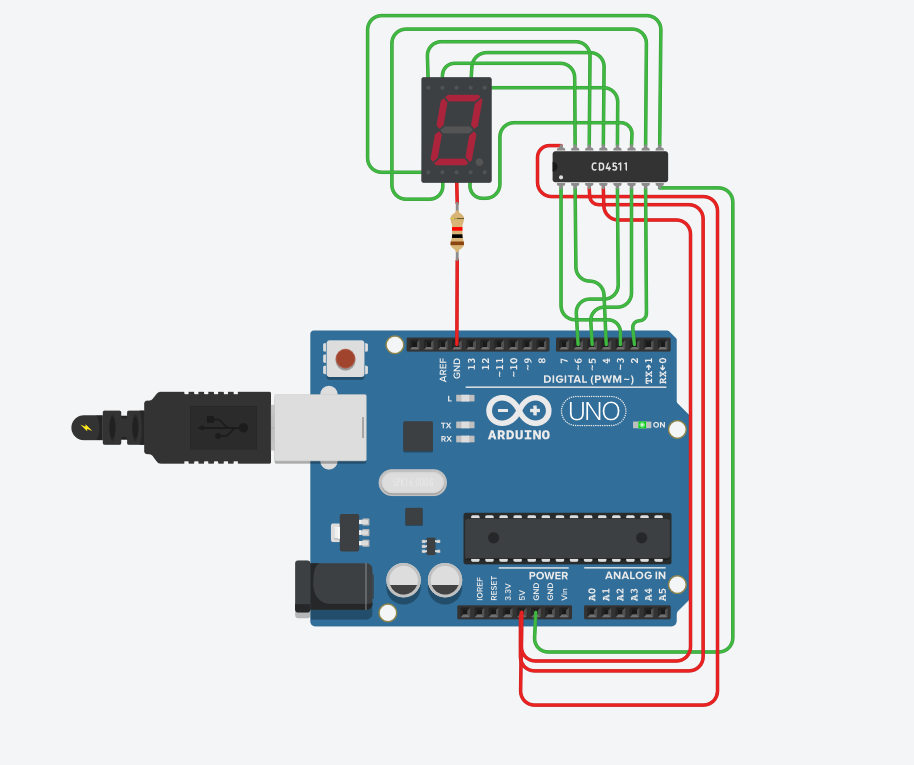 CD4511
AREF
GND
13
12
~11
~10
~9
8
7
~6
~5
4
~3
2
TX→1
RX←0
DIGITAL (PWM~)
L
TX
RX
ARDUINO
UNO
ON
POWER
ANALOG IN
IOREF
RESET
3.3V
5V
GND
GND
Vin
A0
A1
A2
A3
A4
A5